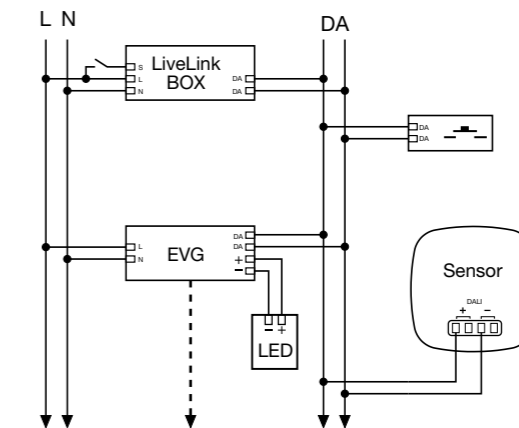 L N
DA
LiveLink
BOX
S
L
N
DA
DA
DA
DA
EVG
L
N
DA
DA
+
–
– +
LED
Sensor
DALI
+ –